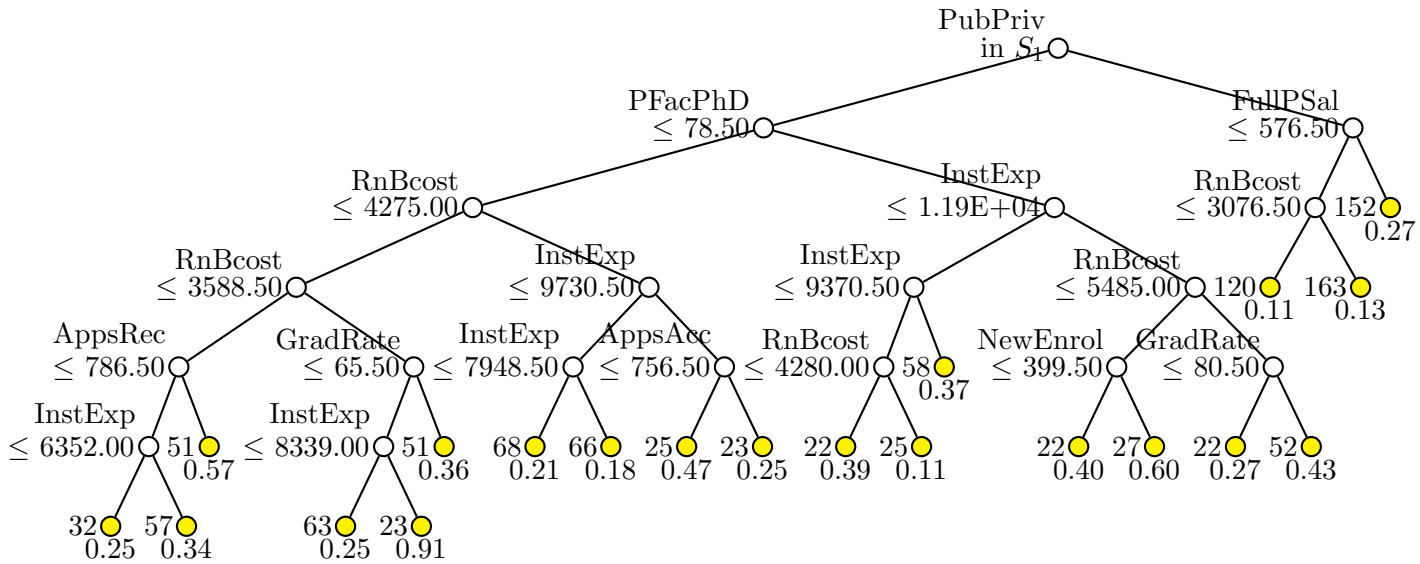 PubPriv
in S₁
PFacPhD
≤ 78.50
FullPSal
≤ 576.50
RnBcost
≤ 4275.00
InstExp
≤ 1.19E+04
RnBcost
≤ 3076.50
152
0.27
RnBcost
≤ 3588.50
InstExp
≤ 9730.50
InstExp
≤ 9370.50
RnBcost
≤ 5485.00
120
0.11
163
0.13
AppsRec
≤ 786.50
GradRate
≤ 65.50
InstExp
≤ 7948.50
AppsAcc
≤ 756.50
RnBcost
≤ 4280.00
58
0.37
NewEnrol
≤ 399.50
GradRate
≤ 80.50
InstExp
≤ 6352.00
51
0.57
InstExp
≤ 8339.00
51
0.36
68
0.21
66
0.18
25
0.47
23
0.25
22
0.39
25
0.11
22
0.40
27
0.60
22
0.27
52
0.43
32
0.25
57
0.34
63
0.25
23
0.91